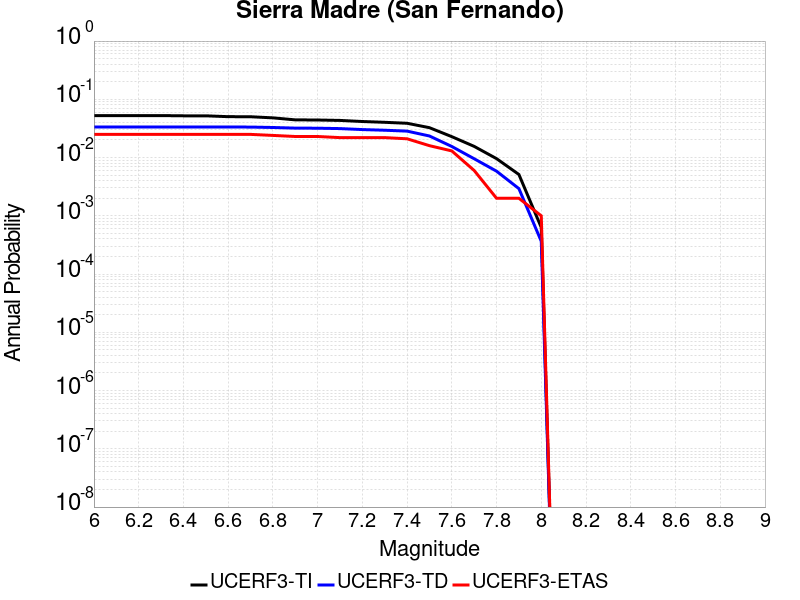 Sierra Madre (San Fernando)
10^0
10^-1
10^-2
10^-3
10^-4
10^-5
10^-6
10^-7
10^-8
Annual Probability
6 6.2 6.4 6.6 6.8 7 7.2 7.4 7.6 7.8 8 8.2 8.4 8.6 8.8 9
Magnitude
UCERF3-TI UCERF3-TD UCERF3-ETAS